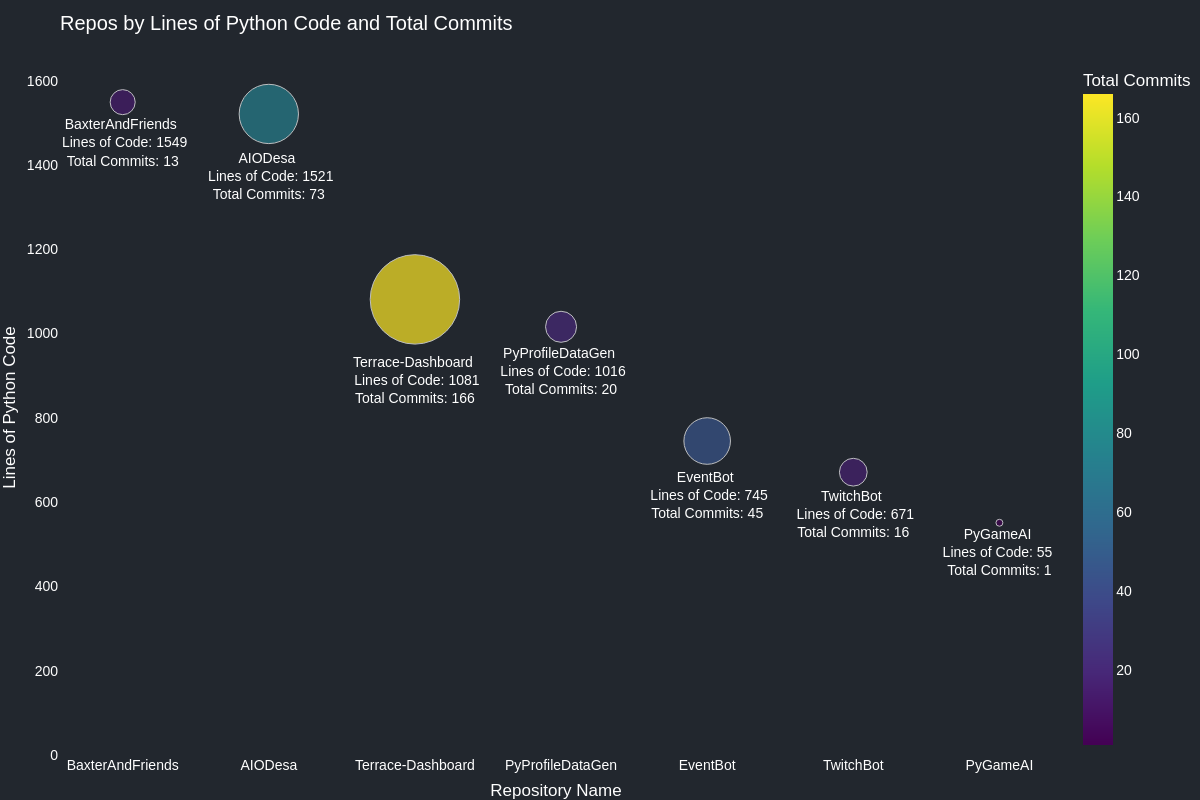 Repos by Lines of Python Code and Total Commits
Total Commits
1600
1400
1200
1000
800
600
400
200
0
Lines of Python Code
BaxterAndFriends
Lines of Code: 1549
Total Commits: 13
AIODesa
Lines of Code: 1521
Total Commits: 73
Terrace-Dashboard
Lines of Code: 1081
Total Commits: 166
PyProfileDataGen
Lines of Code: 1016
Total Commits: 20
EventBot
Lines of Code: 745
Total Commits: 45
TwitchBot
Lines of Code: 671
Total Commits: 16
PyGameAI
Lines of Code: 55
Total Commits: 1
160
140
120
100
80
60
40
20
BaxterAndFriends
AIODesa
Terrace-Dashboard
PyProfileDataGen
EventBot
TwitchBot
PyGameAI
Repository Name